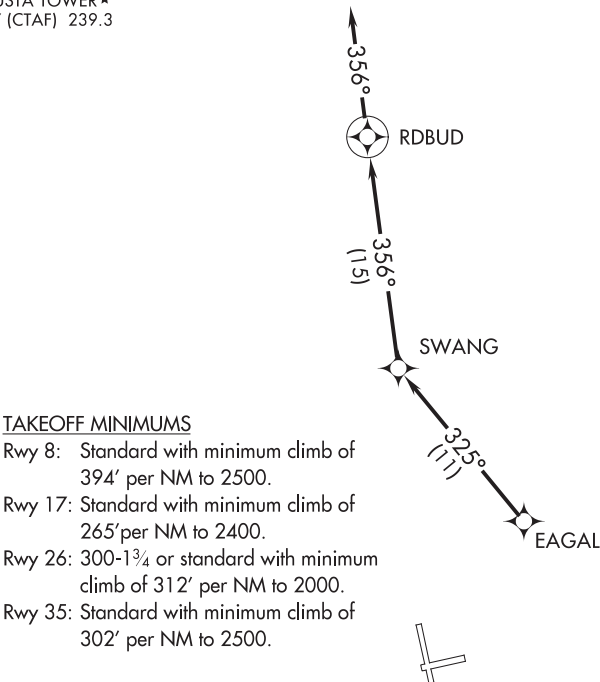 (CTAF) 239.3
356°
RDBUD
356°
(15)
SWANG
325°
(11)
EAGAL
TAKEOFF MINIMUMS
Rwy 8: Standard with minimum climb of
394' per NM to 2500.
Rwy 17: Standard with minimum climb of
265'per NM to 2400.
Rwy 26: 300-1¾ or standard with minimum
climb of 312' per NM to 2000.
Rwy 35: Standard with minimum climb of
302' per NM to 2500.